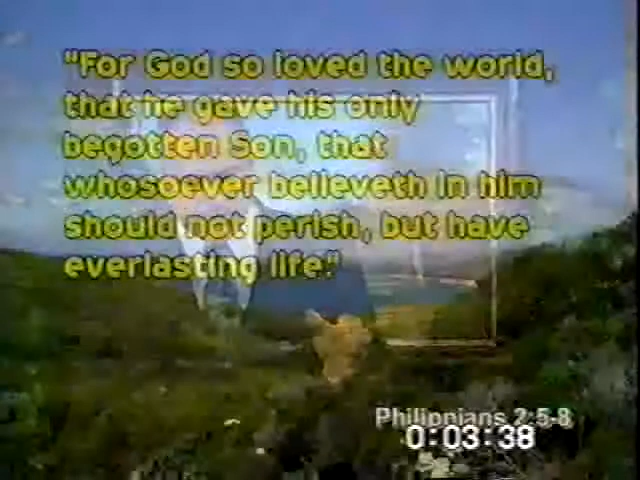 "For God so loved the world,
that he gave his only
begotten Son, that
whosoever believeth in him
should not perish, but have
everlasting life."
Philippians 2:5-8
0:03:38